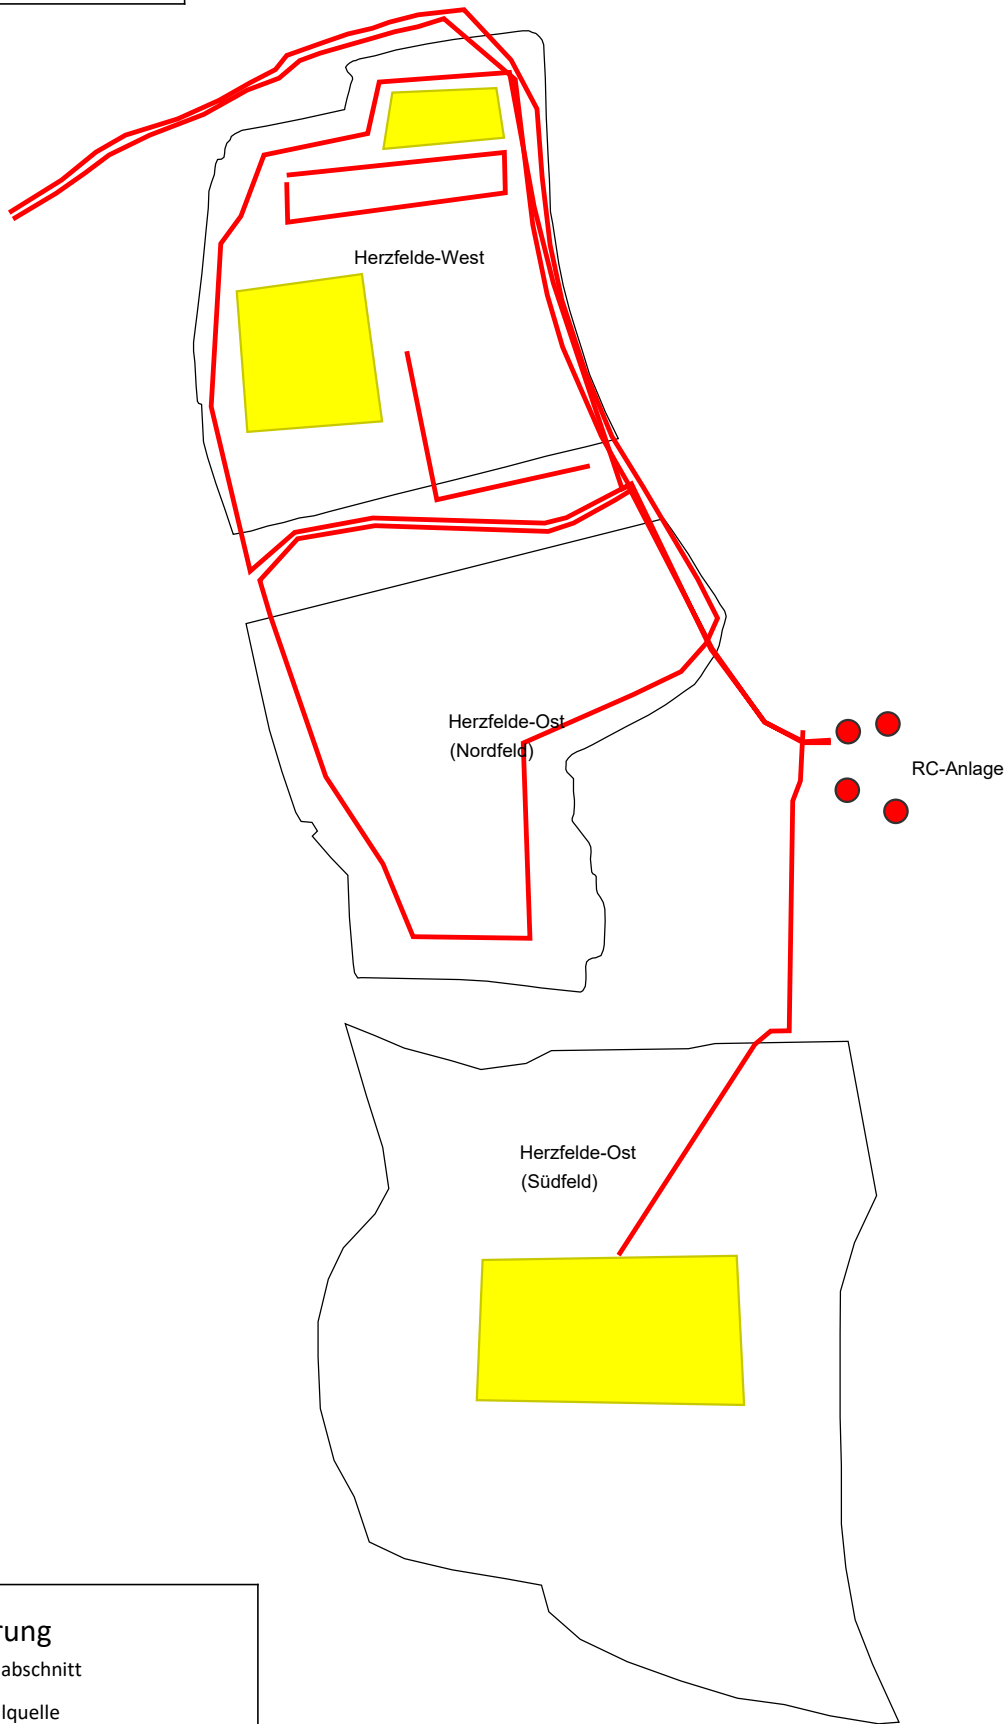 Herzfelde-West
Herzfelde-Ost
(Nordfeld)
RC-Anlage
Herzfelde-Ost
(Südfeld)
rung
abschnitt
lquelle